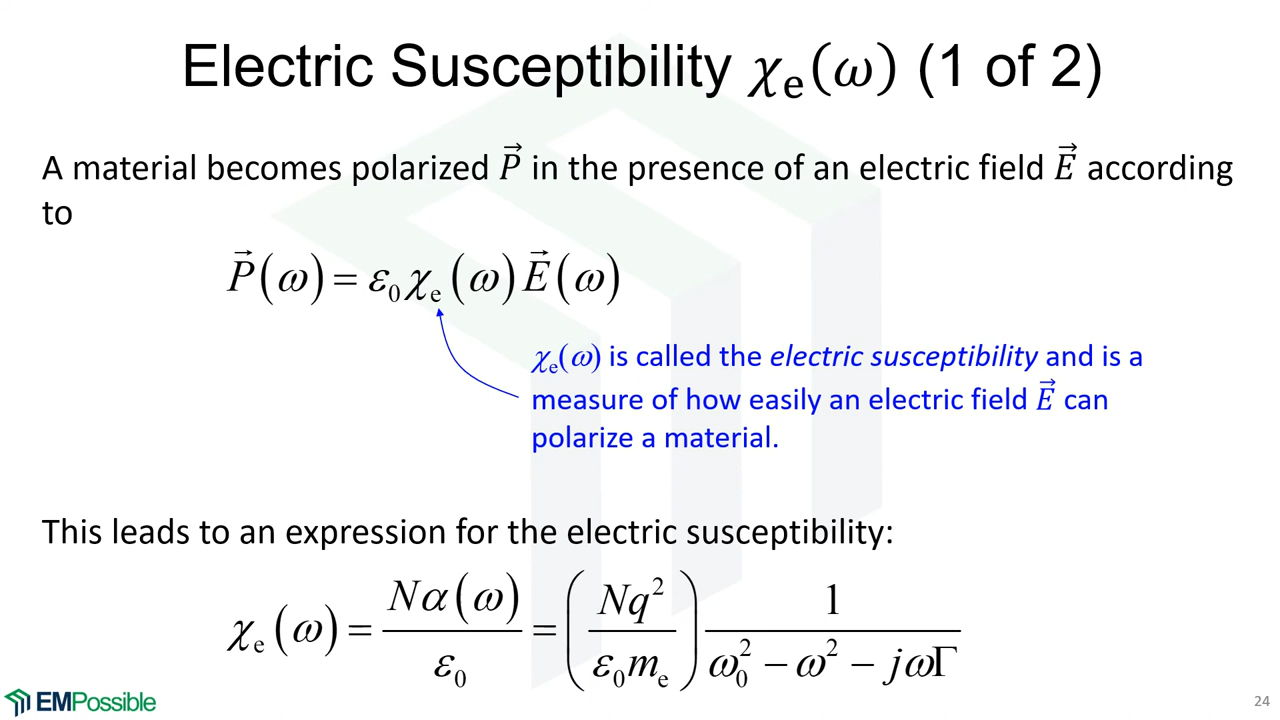 Electric Susceptibility χₑ(ω) (1 of 2)
A material becomes polarized P⃗ in the presence of an electric field E⃗ according
to
P⃗(ω) = ε₀χₑ(ω)E⃗(ω)
χₑ(ω) is called the electric susceptibility and is a
measure of how easily an electric field E⃗ can
polarize a material.
This leads to an expression for the electric susceptibility:
χₑ(ω) = Nα(ω)/ε₀ = (Nq²/ε₀mₑ) 1/(ω₀² − ω² − jωΓ)
EMPossible
24